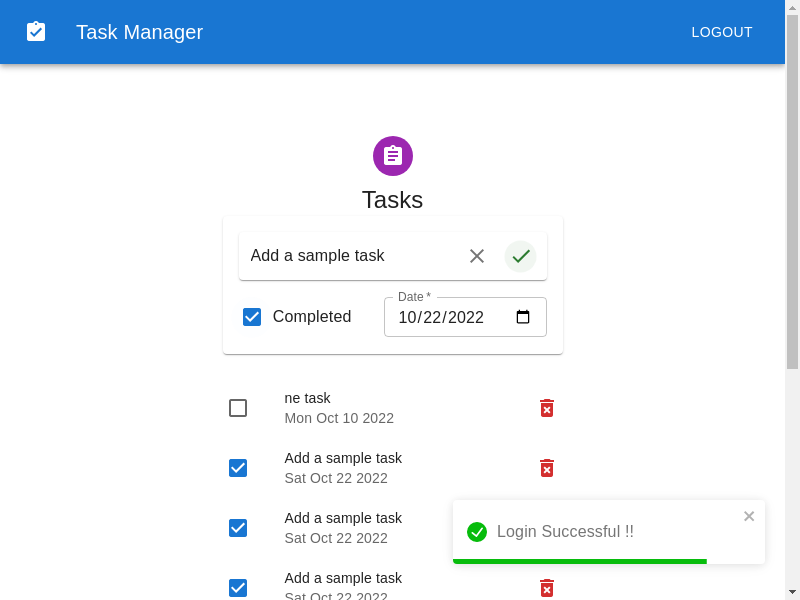 Task Manager
LOGOUT
Tasks
Add a sample task
Date *
Completed
10/22/2022
ne task
Mon Oct 10 2022
Add a sample task
Sat Oct 22 2022
Add a sample task
Sat Oct 22 2022
Login Successful !!
Add a sample task
Sat Oct 22 2022